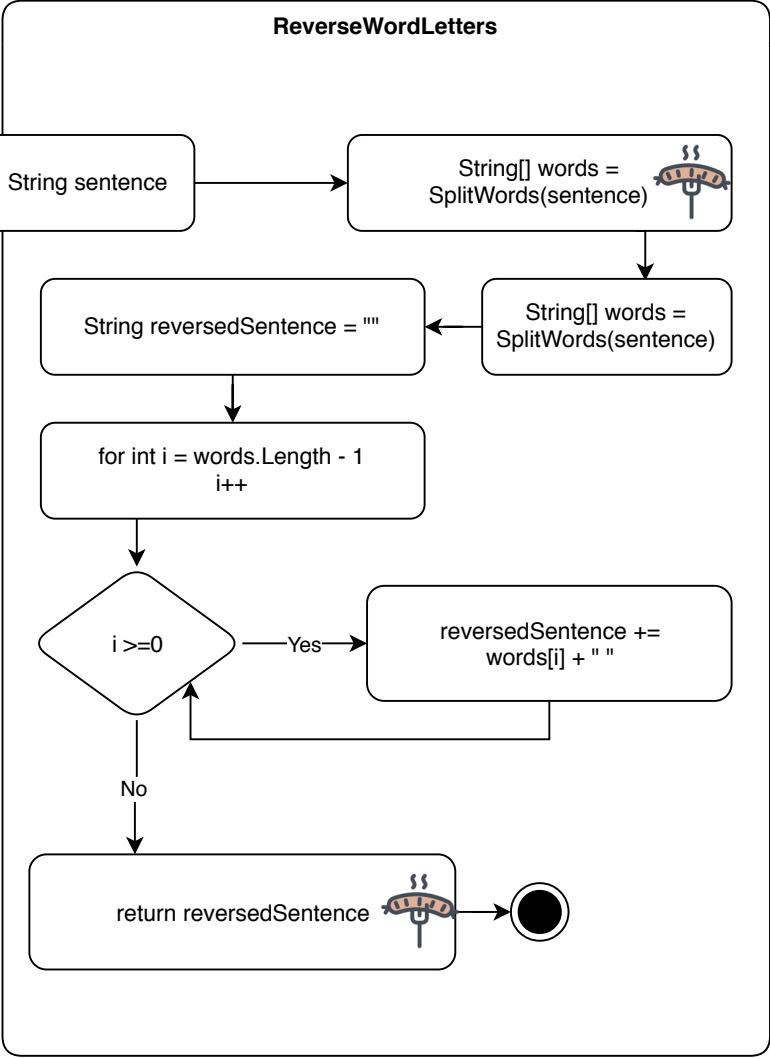 ReverseWordLetters
String sentence
String[] words =
SplitWords(sentence)
String[] words =
SplitWords(sentence)
String reversedSentence = ""
for int i = words.Length - 1
i++
i >=0
Yes
reversedSentence +=
words[i] + " "
No
return reversedSentence